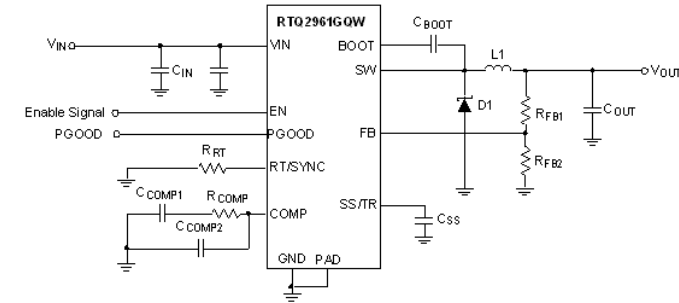 RTQ2961GQW
VIN
VIN
CIN
BOOT
CBOOT
SW
L1
VOUT
Enable Signal
EN
D1
RFB1
COUT
PGOOD
PGOOD
FB
RRT
RT/SYNC
RFB2
CCOMP1
RCOMP
COMP
SS/TR
CSS
CCOMP2
GND
PAD